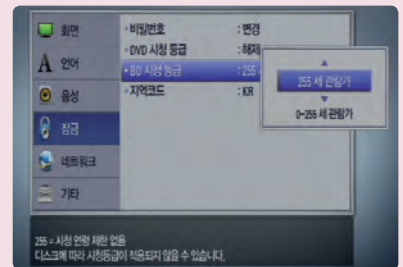 화면
언어
음성
잠금
네트워크
기타
• 비밀번호 : 변경
• DVD 시청 등급 : 해제
• BD 시청 등급 : 255
• 지역코드 : KR
255 세 관람가
0~255 세 관람가
255 = 시청 연령 제한 없음
디스크에 따라 시청등급이 적용되지 않을 수 있습니다.